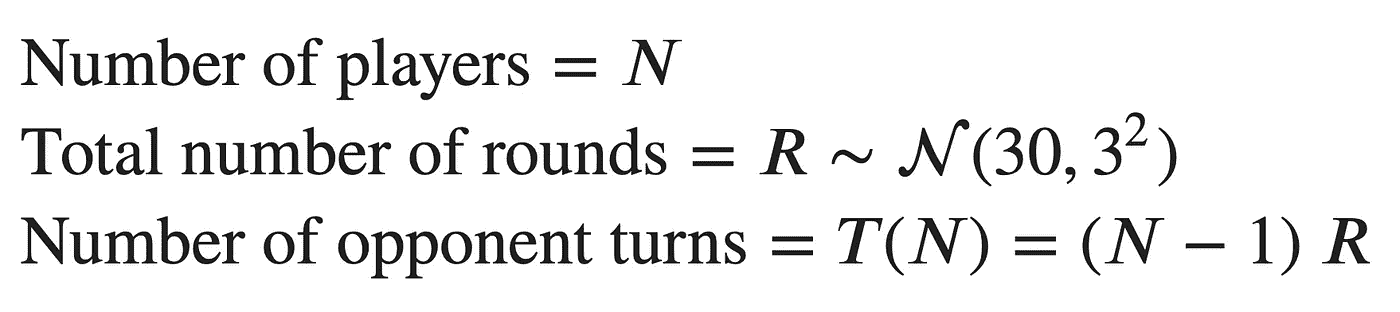 Number of players = N
Total number of rounds = R ~ 𝒩(30, 3²)
Number of opponent turns = T(N) = (N − 1) R